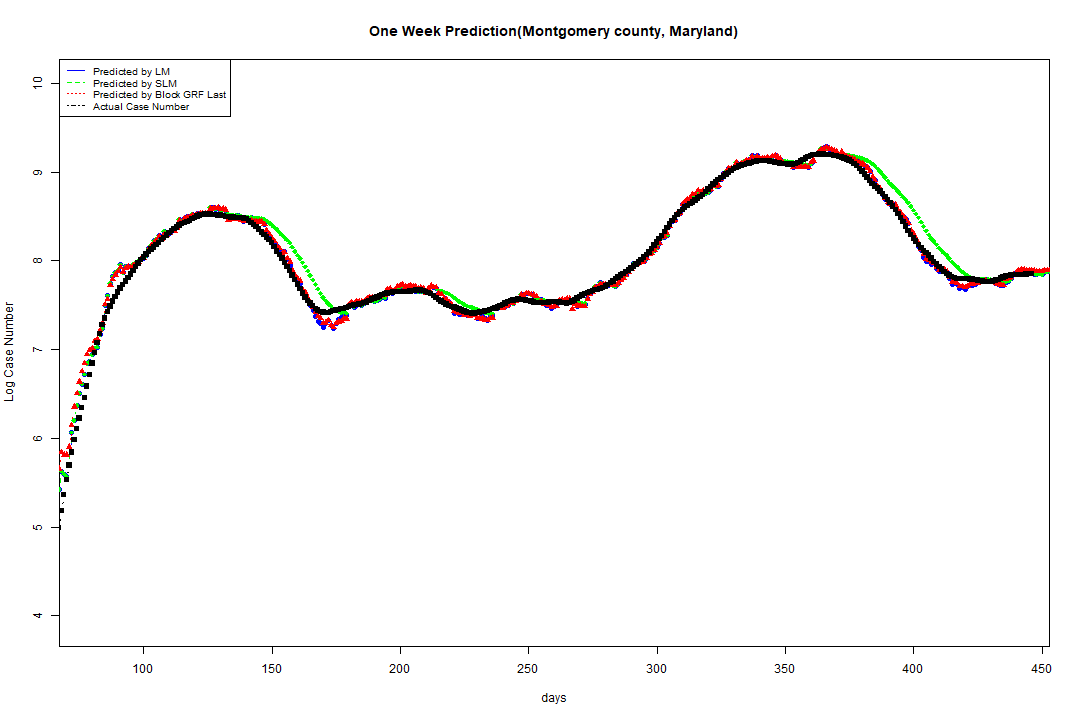 One Week Prediction(Montgomery county, Maryland)
Predicted by LM
Predicted by SLM
Predicted by Block GRF Last
Actual Case Number
10
9
8
7
6
5
4
Log Case Number
100 150 200 250 300 350 400 450
days